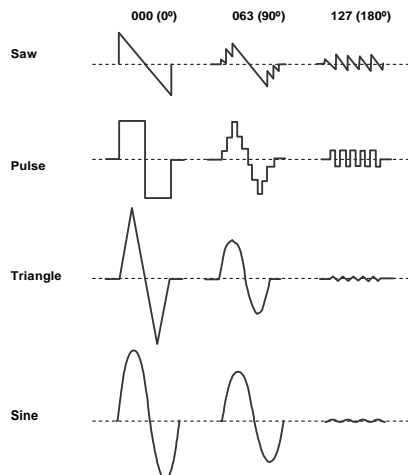 000 (0º) 063 (90º) 127 (180º)
Saw
Pulse
Triangle
Sine